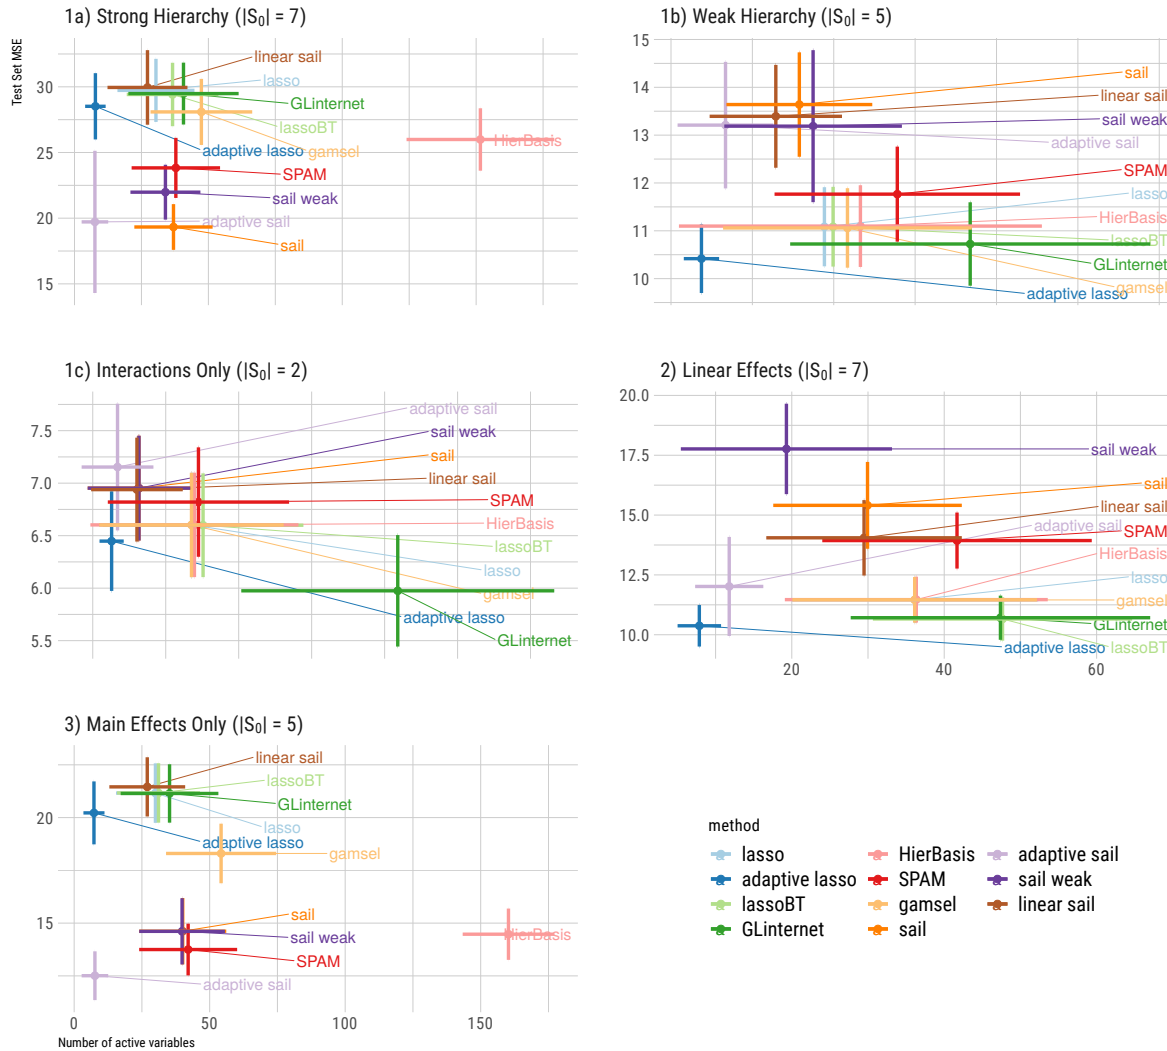 1a) Strong Hierarchy (|S₀| = 7)
Test Set MSE
30
25
20
15
linear sail
lasso
GLinternet
lassoBT
adaptive lasso
gamsel
HierBasis
SPAM
sail weak
adaptive sail
sail
1b) Weak Hierarchy (|S₀| = 5)
15
14
13
12
11
10
sail
linear sail
sail weak
adaptive sail
SPAM
lasso
HierBasis
lassoBT
GLinternet
gamsel
adaptive lasso
1c) Interactions Only (|S₀| = 2)
7.5
7.0
6.5
6.0
5.5
adaptive sail
sail weak
sail
linear sail
SPAM
HierBasis
lassoBT
lasso
gamsel
adaptive lasso
GLinternet
2) Linear Effects (|S₀| = 7)
20.0
17.5
15.0
12.5
10.0
sail weak
sail
linear sail
adaptive sail
SPAM
HierBasis
lasso
gamsel
GLinternet
adaptive lasso
lassoBT
20
40
60
3) Main Effects Only (|S₀| = 5)
20
15
linear sail
lassoBT
GLinternet
lasso
adaptive lasso
gamsel
sail
HierBasis
sail weak
SPAM
adaptive sail
0
50
100
150
Number of active variables
method
lasso
adaptive lasso
lassoBT
GLinternet
HierBasis
SPAM
gamsel
sail
adaptive sail
sail weak
linear sail